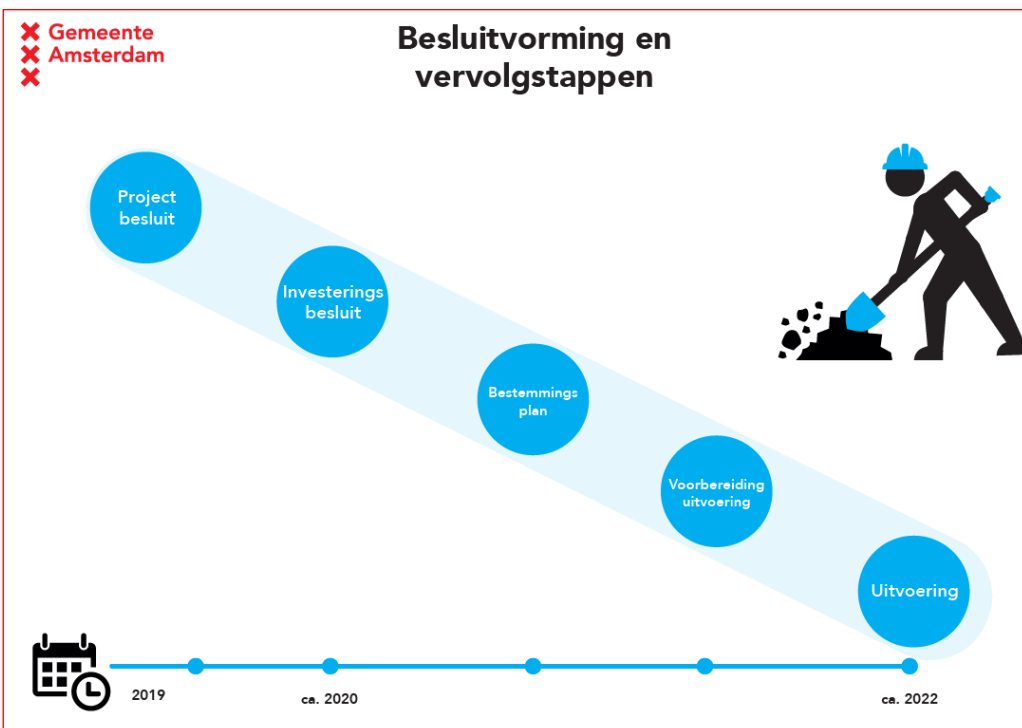 Gemeente
Amsterdam
Besluitvorming en
vervolgstappen
Project
besluit
Investerings
besluit
Bestemmings
plan
Voorbereiding
uitvoering
Uitvoering
2019
ca. 2020
ca. 2022